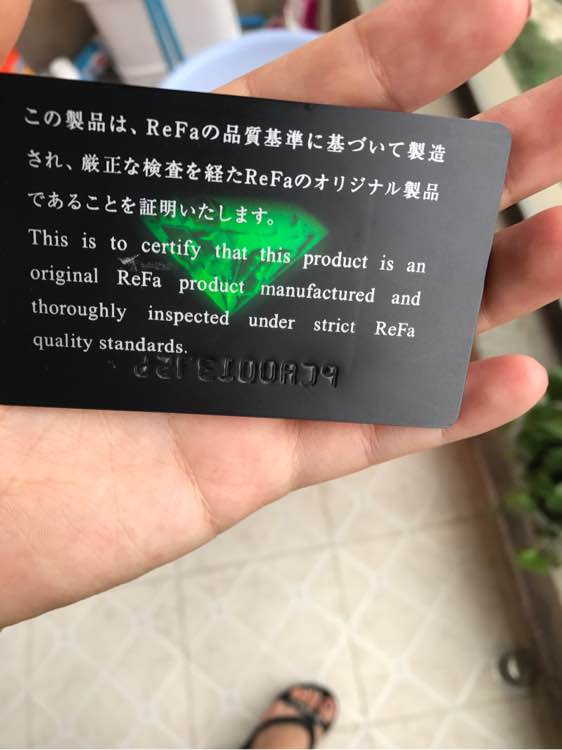 この製品は、ReFaの品質基準に基づいて製造
され、厳正な検査を経たReFaのオリジナル製品
であることを証明いたします。
This is to certify that this product is an
original ReFa product manufactured and
thoroughly inspected under strict ReFa
quality standards.